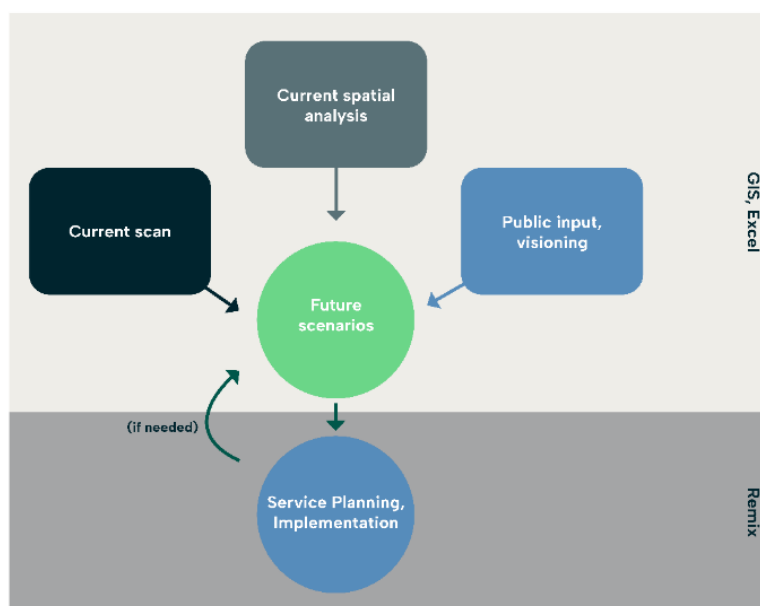 Current spatial
analysis
Current scan
Public input,
visioning
GIS, Excel
Future
scenarios
(if needed)
Service Planning,
Implementation
Remix